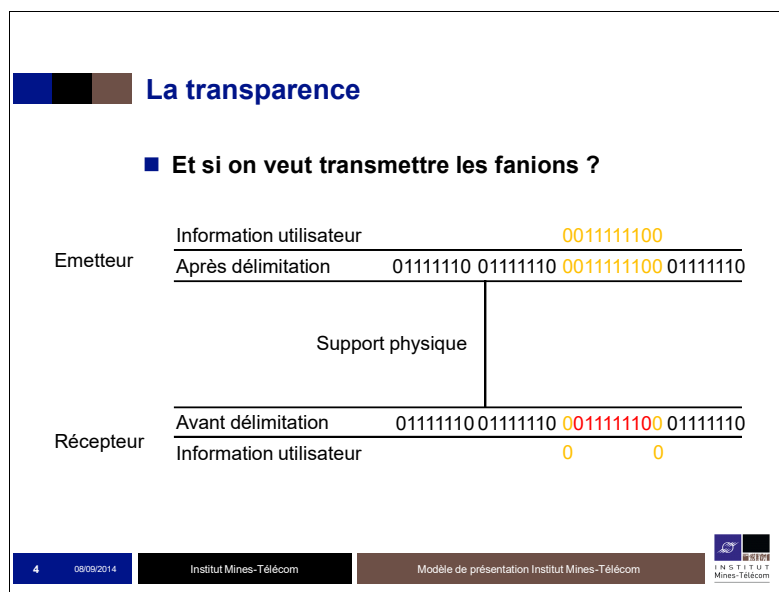 La transparence
Et si on veut transmettre les fanions ?
Information utilisateur 0011111100
Emetteur
Après délimitation 01111110 01111110 0011111100 01111110
Support physique
Avant délimitation 01111110 01111110 0011111100 01111110
Récepteur
Information utilisateur 0 0
4 08/09/2014 Institut Mines-Télécom Modèle de présentation Institut Mines-Télécom
INSTITUT
Mines-Télécom